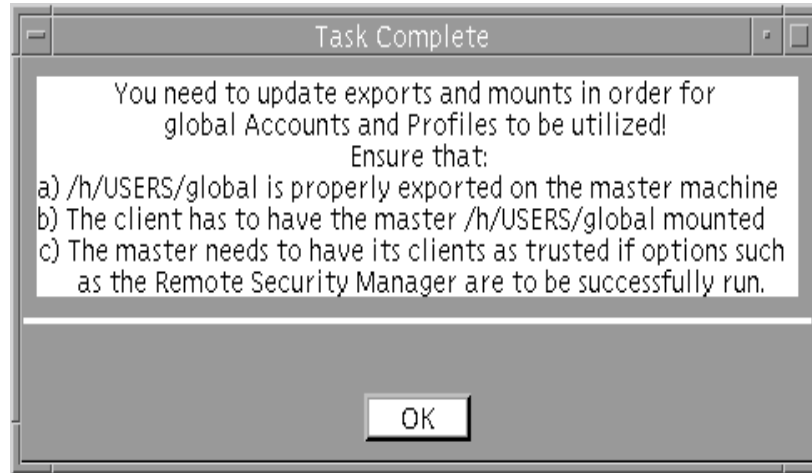 Task Complete
You need to update exports and mounts in order for
global Accounts and Profiles to be utilized!
Ensure that:
a) /h/USERS/global is properly exported on the master machine
b) The client has to have the master /h/USERS/global mounted
c) The master needs to have its clients as trusted if options such
as the Remote Security Manager are to be successfully run.
OK